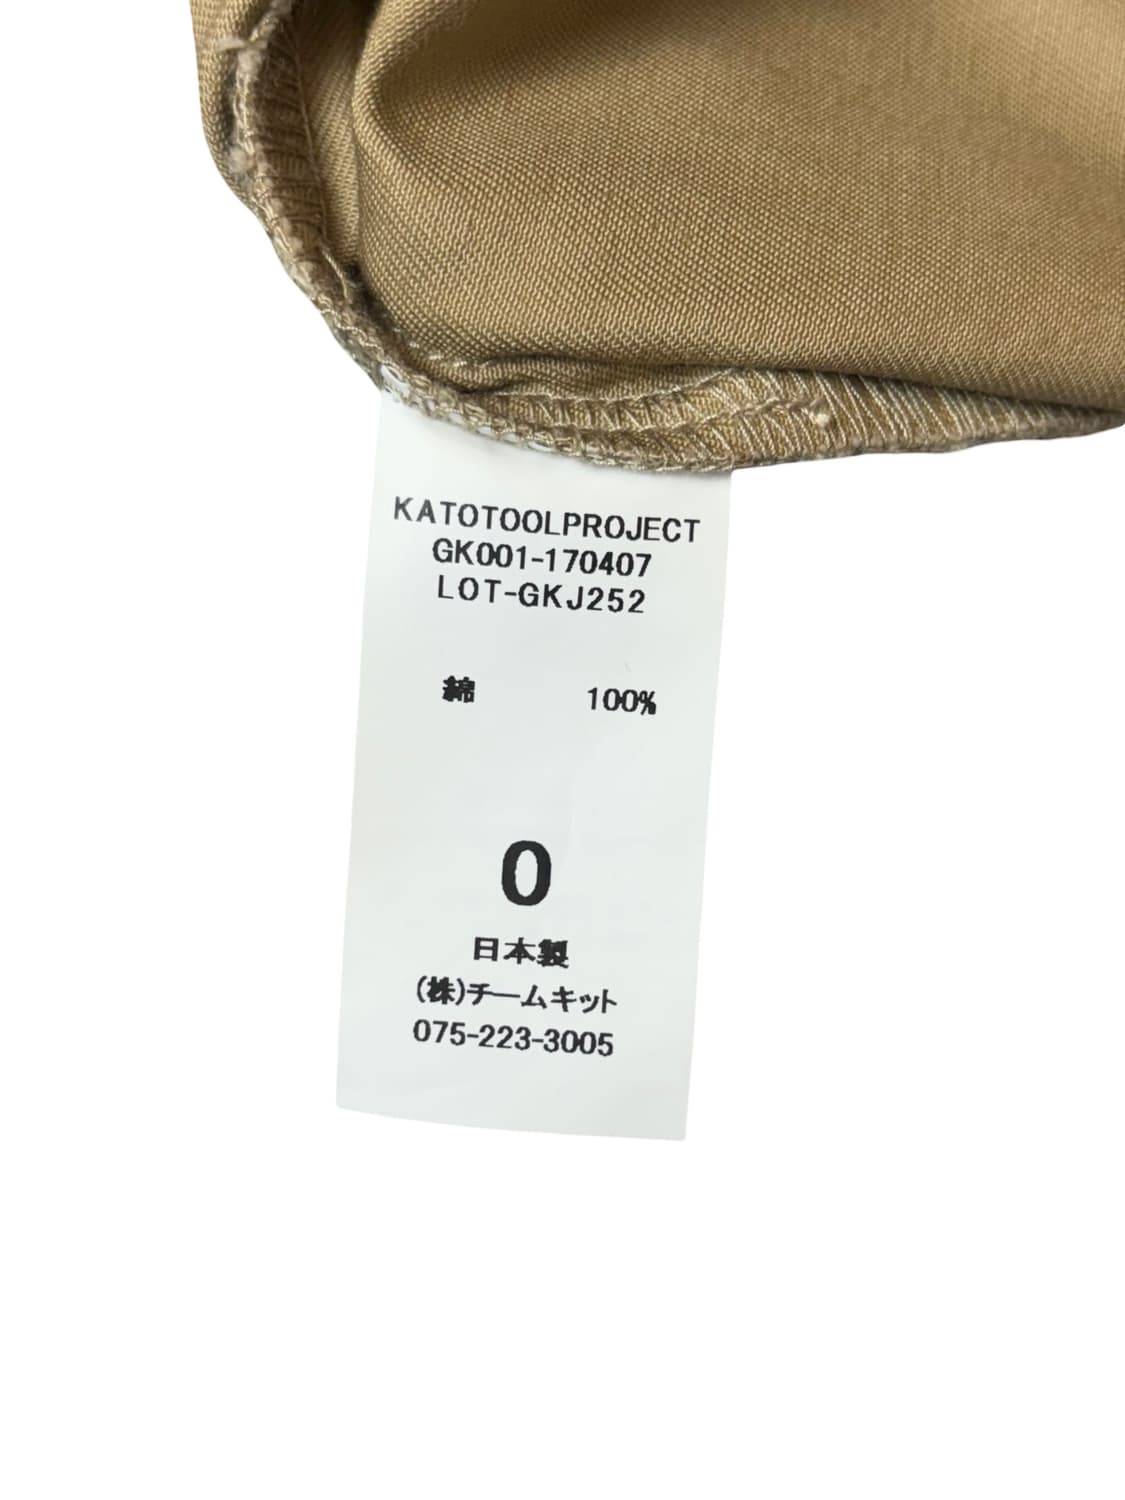 KATOTOOLPROJECT
GK001-170407
LOT-GKJ252
綿 100%
0
日本製
(株)チームキット
075-223-3005